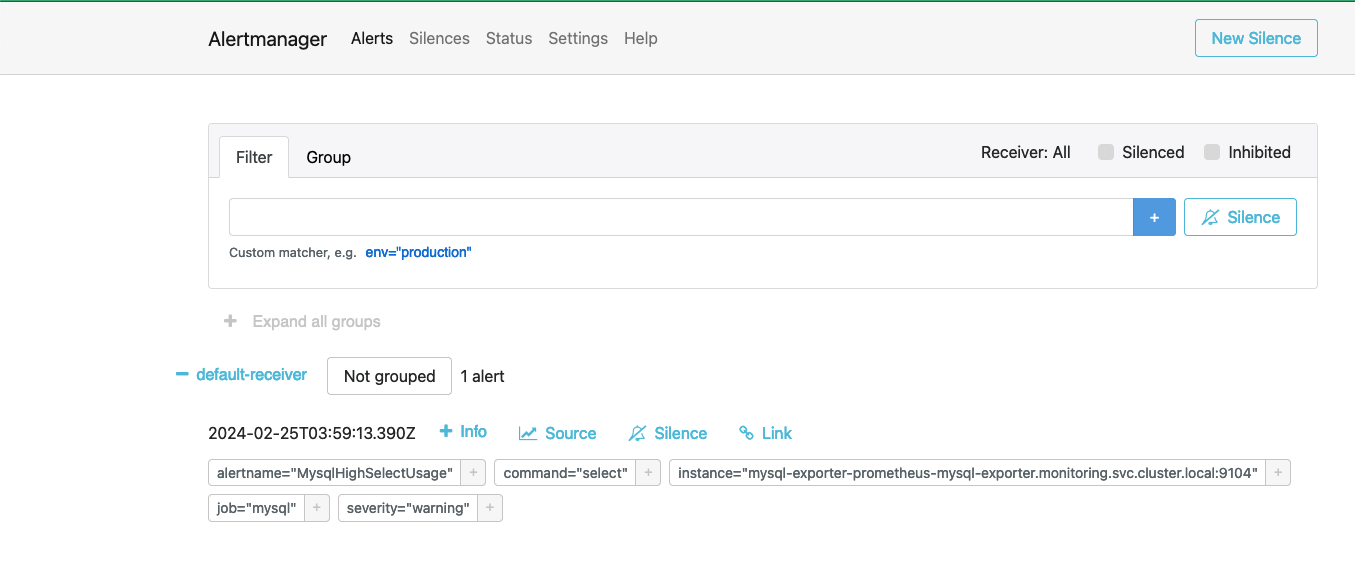 Alertmanager Alerts Silences Status Settings Help New Silence
Filter Group Receiver: All Silenced Inhibited
+ Silence
Custom matcher, e.g. env="production"
+ Expand all groups
default-receiver Not grouped 1 alert
2024-02-25T03:59:13.390Z + Info Source Silence Link
alertname="MysqlHighSelectUsage" + command="select" + instance="mysql-exporter-prometheus-mysql-exporter.monitoring.svc.cluster.local:9104" +
job="mysql" + severity="warning" +